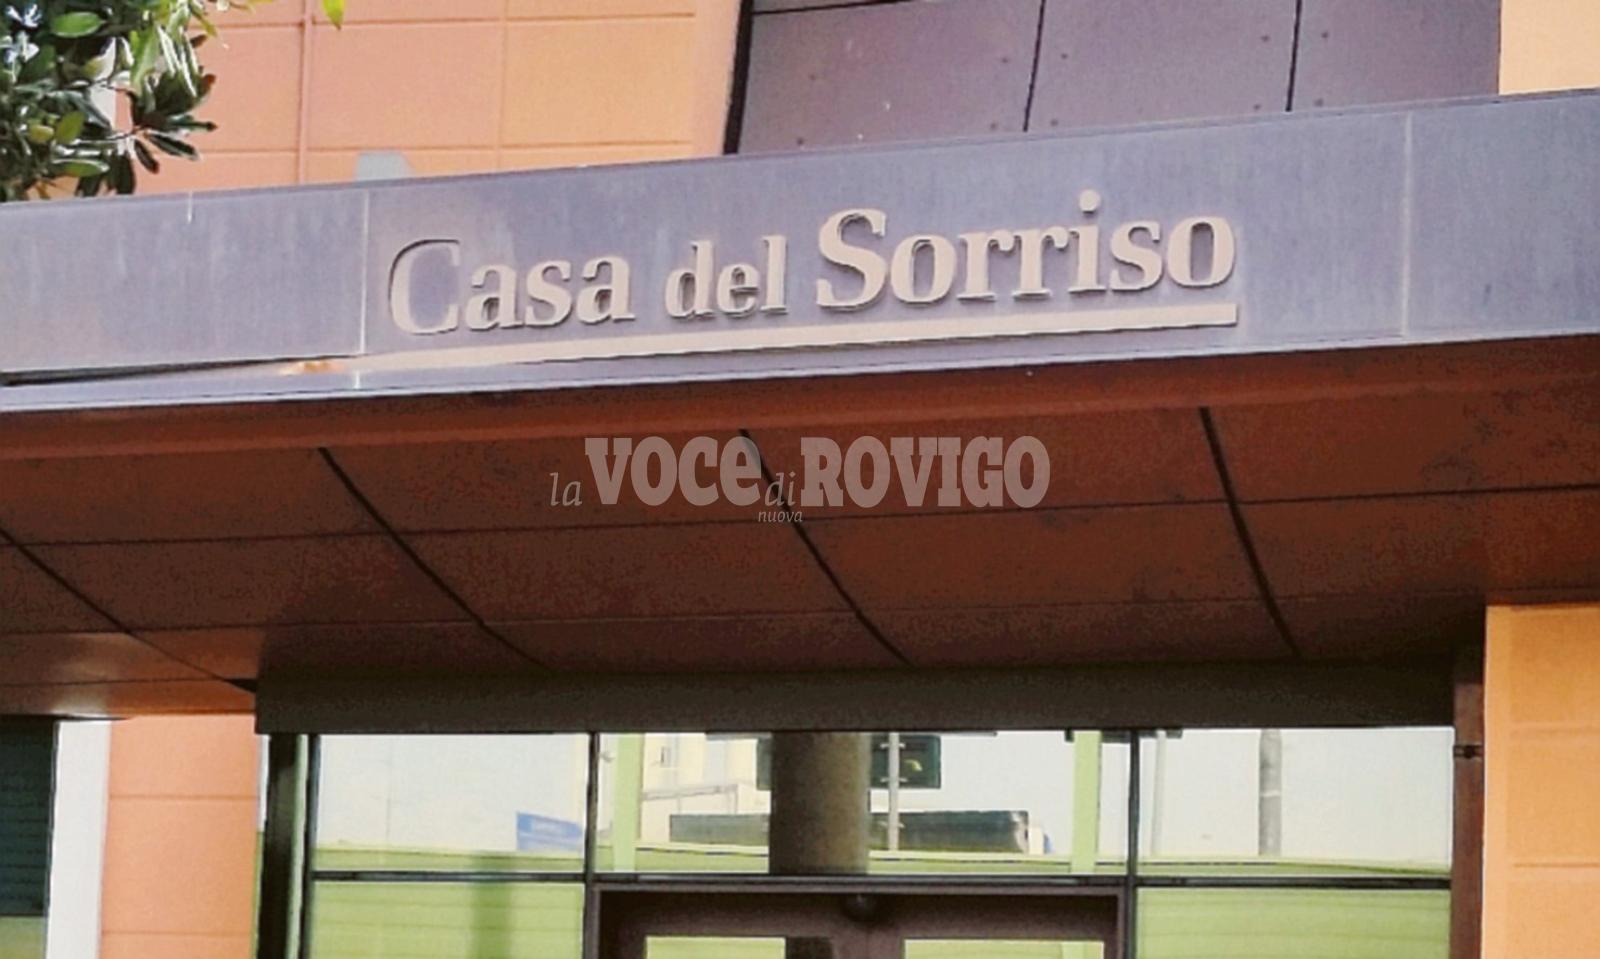 Casa del Sorriso
la VOCE di ROVIGO
nuova